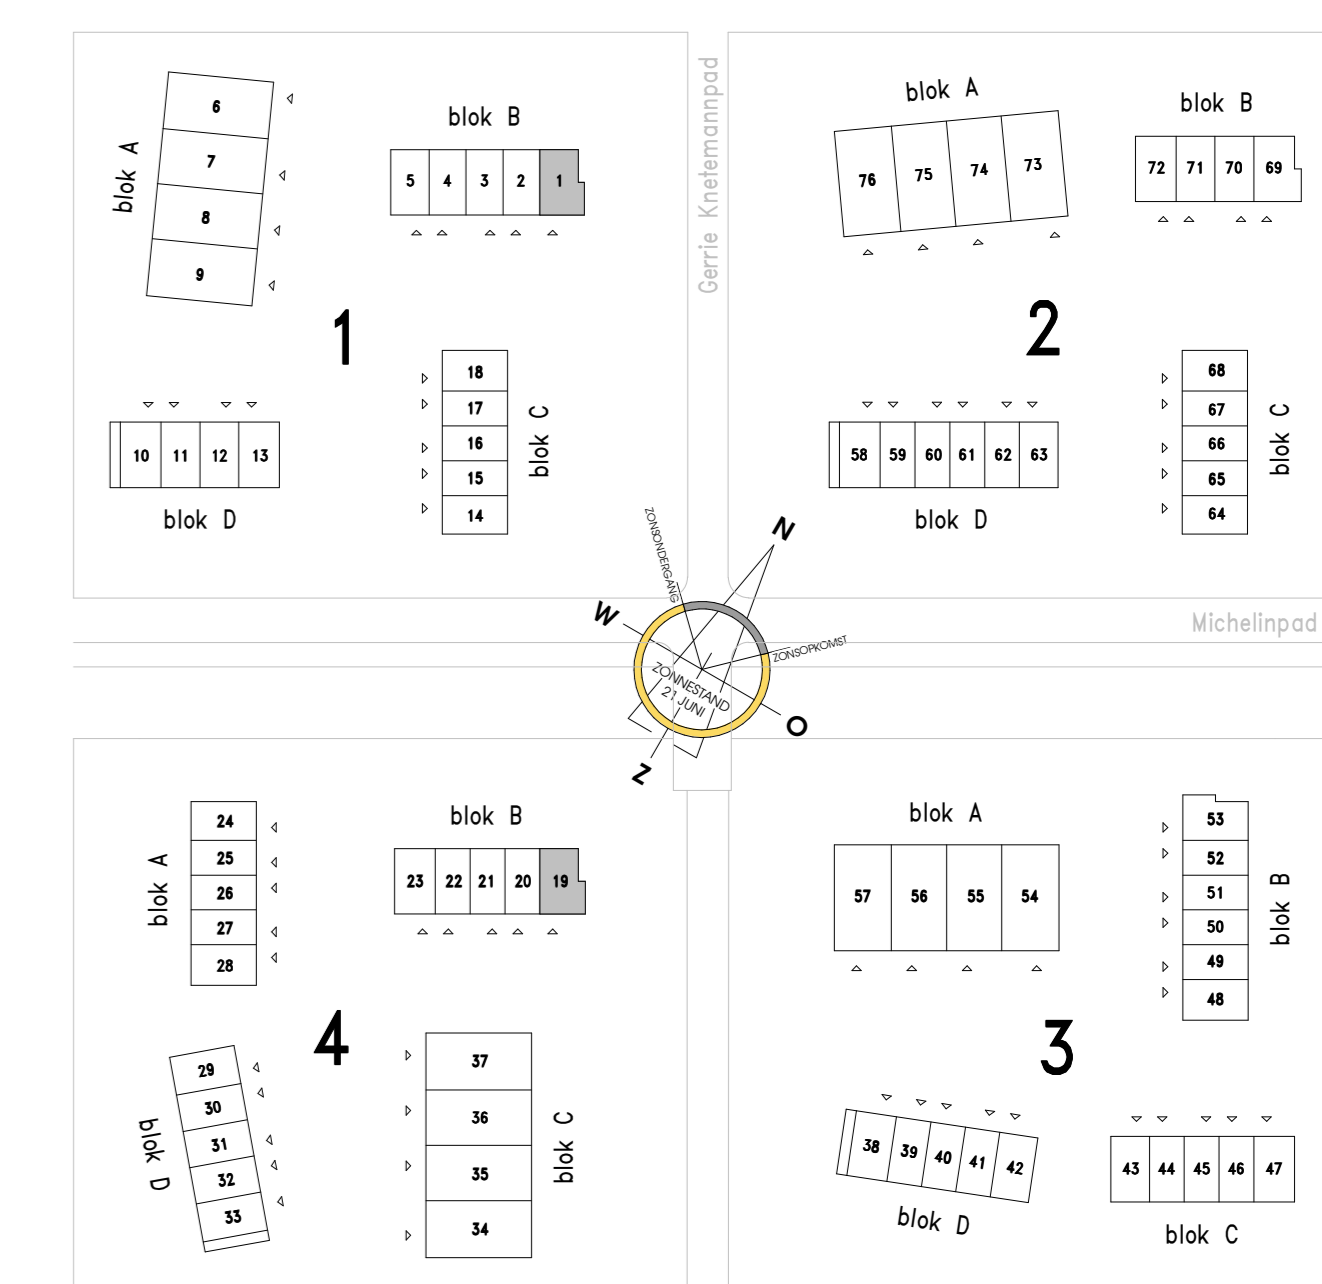 blok A
6
7
8
9
blok B
5 4 3 2 1
1
18
17
16
15
14
blok C
10 11 12 13
blok D
Gerrie Knetemannpad
blok A
76 75 74 73
blok B
72 71 70 69
2
68
67
66
65
64
blok C
58 59 60 61 62 63
blok D
Michelinpad
N
ZONSONDERGANG
W
ZONSOPKOMST
ZONNESTAND
21 JUNI
O
Z
blok A
24
25
26
27
28
blok B
23 22 21 20 19
4
29
30
31
32
33
blok D
37
36
35
34
blok C
blok A
57 56 55 54
53
52
51
50
49
48
blok B
3
38 39 40 41 42
blok D
43 44 45 46 47
blok C